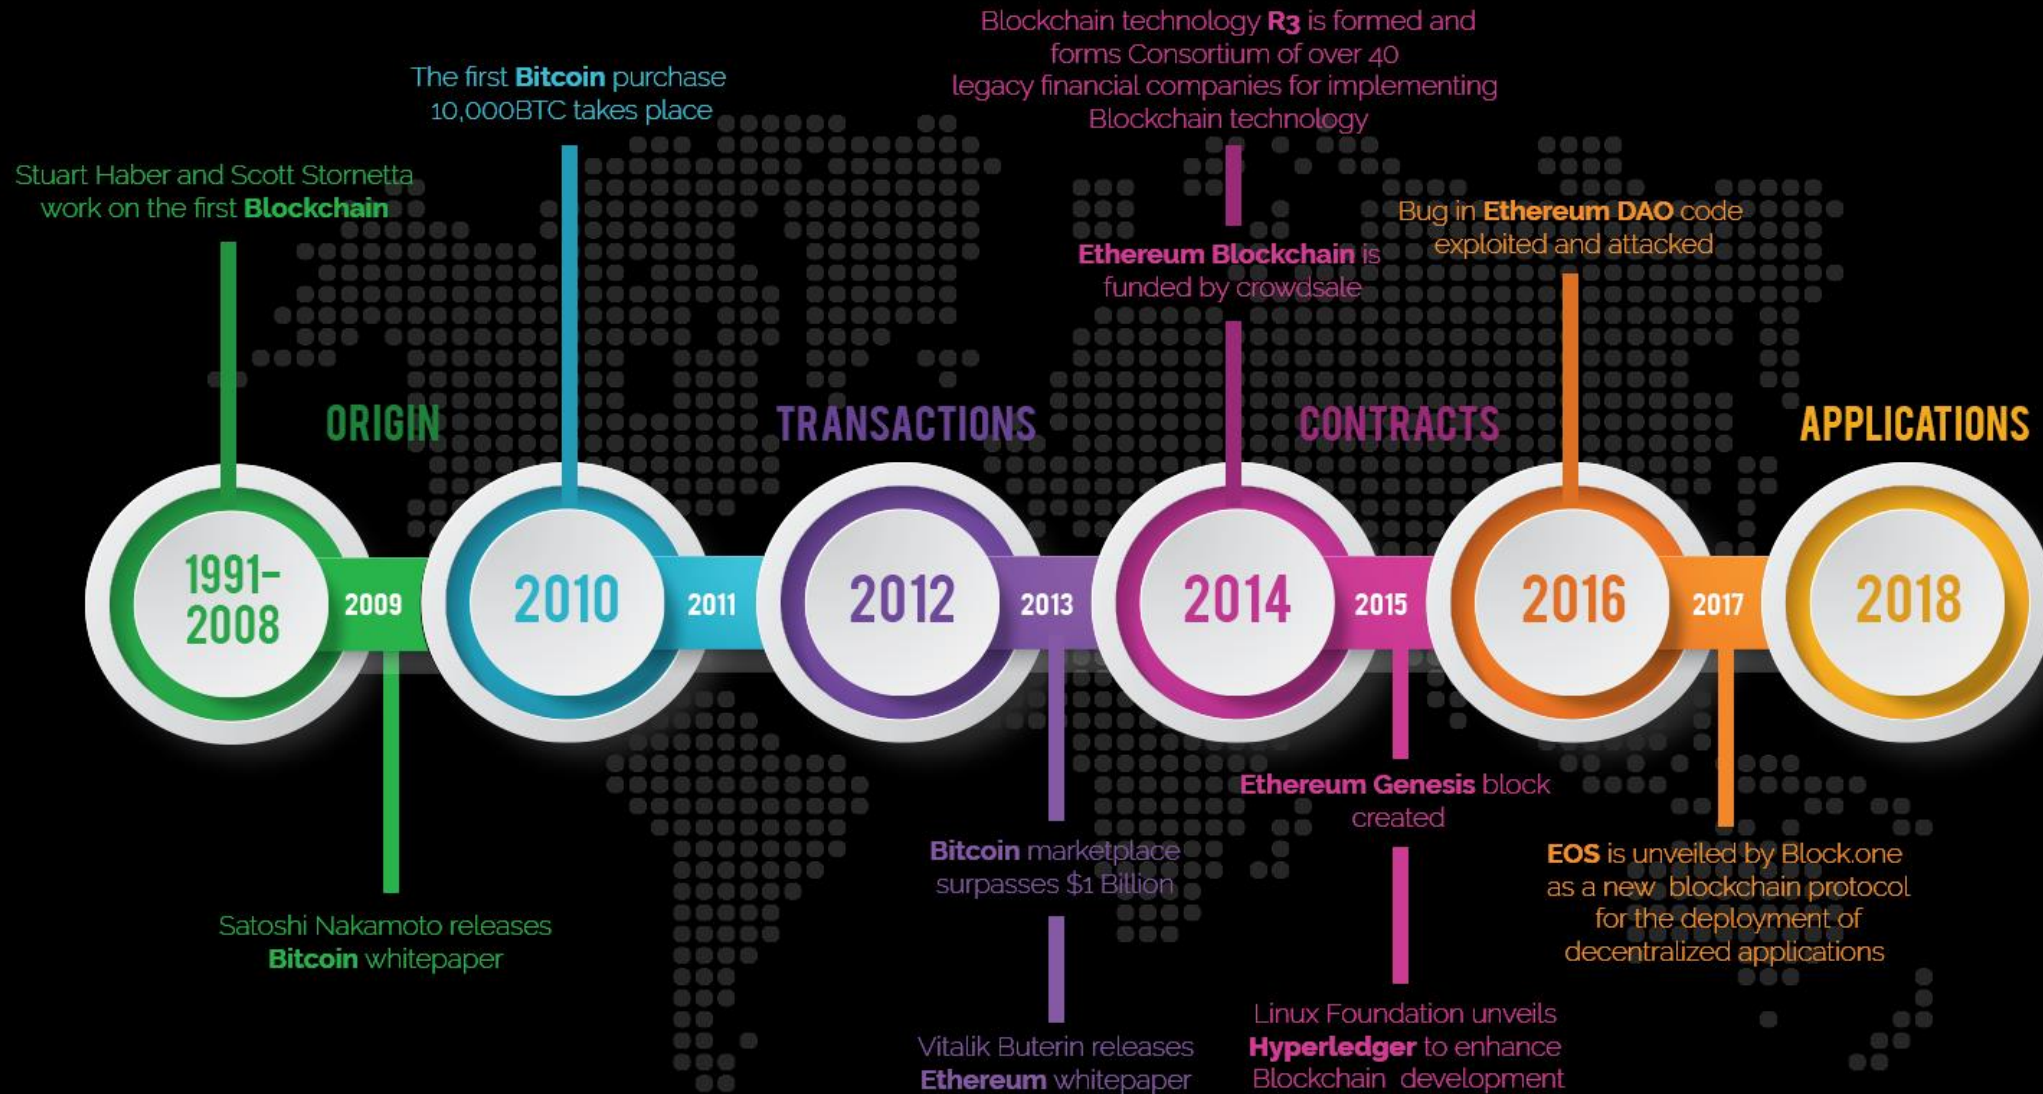 Blockchain technology R3 is formed and
forms Consortium of over 40
legacy financial companies for implementing
Blockchain technology
The first Bitcoin purchase
10,000BTC takes place
Stuart Haber and Scott Stornetta
work on the first Blockchain
Bug in Ethereum DAO code
exploited and attacked
Ethereum Blockchain is
funded by crowdsale
ORIGIN
TRANSACTIONS
CONTRACTS
APPLICATIONS
1991-
2008
2009
2010
2011
2012
2013
2014
2015
2016
2017
2018
Satoshi Nakamoto releases
Bitcoin whitepaper
Bitcoin marketplace
surpasses $1 Billion
Vitalik Buterin releases
Ethereum whitepaper
Ethereum Genesis block
created
Linux Foundation unveils
Hyperledger to enhance
Blockchain development
EOS is unveiled by Block.one
as a new blockchain protocol
for the deployment of
decentralized applications